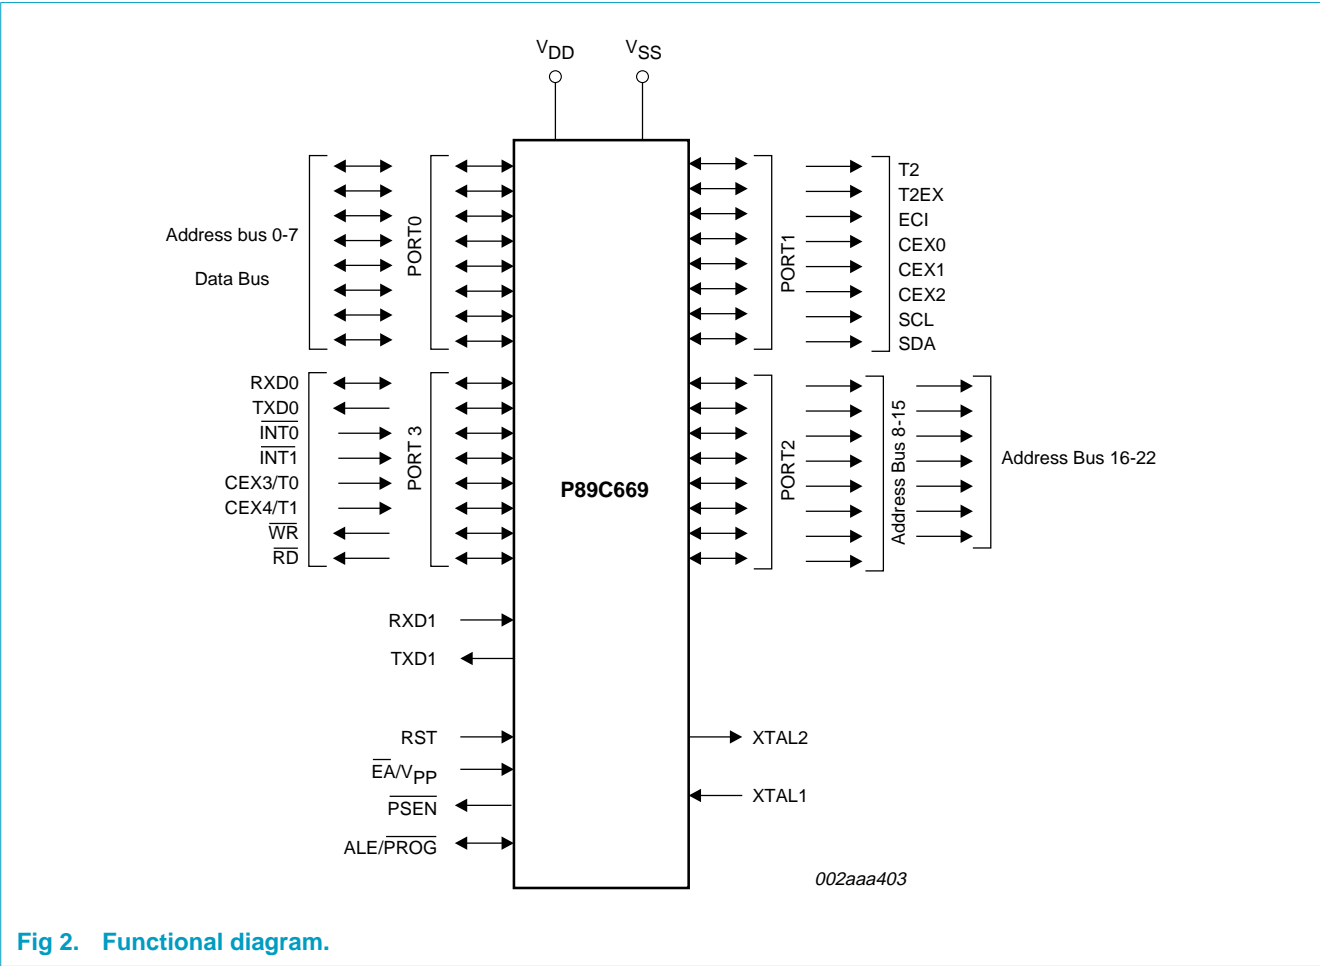 VDD
VSS
Address bus 0-7
Data Bus
PORT0
PORT1
T2
T2EX
ECI
CEX0
CEX1
CEX2
SCL
SDA
RXD0
TXD0
INT0
INT1
CEX3/T0
CEX4/T1
WR
RD
PORT 3
P89C669
PORT2
Address Bus 8-15
Address Bus 16-22
RXD1
TXD1
RST
EA/VPP
PSEN
ALE/PROG
XTAL2
XTAL1
002aaa403
Fig 2. Functional diagram.